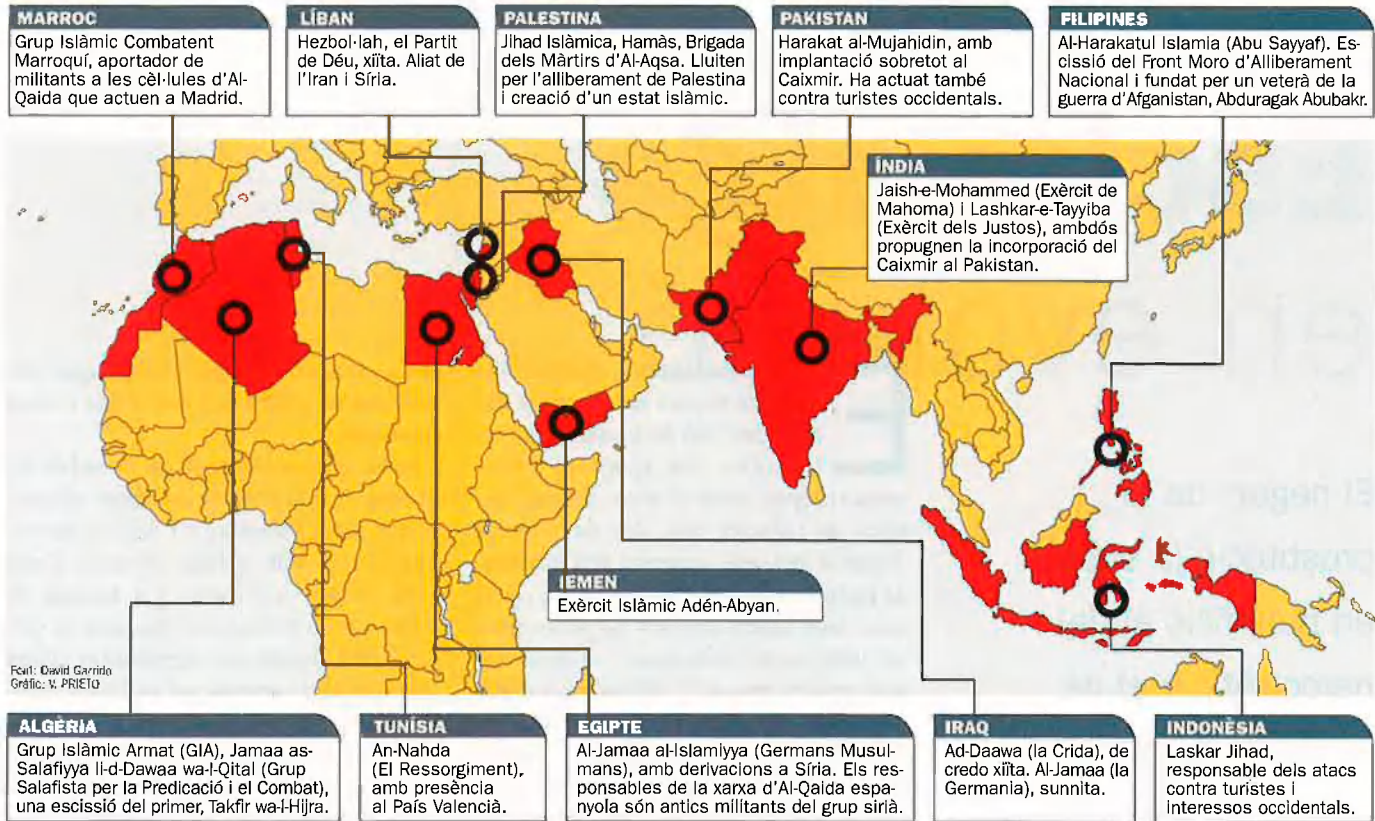 MARROC
Grup Islàmic Combatent
Marroquí, aportador de
militants a les cèl·lules d'Al-
Qaida que actuen a Madrid.
LÍBAN
Hezbol·lah, el Partit
de Déu, xiïta. Aliat de
l'Iran i Síria.
PALESTINA
Jihad Islàmica, Hamàs, Brigada
dels Màrtirs d'Al-Aqsa. Lluiten
per l'alliberament de Palestina
i creació d'un estat islàmic.
PAKISTAN
Harakat al-Mujahidin, amb
implantació sobretot al
Caixmir. Ha actuat també
contra turistes occidentals.
FILIPINES
Al-Harakatul Islamia (Abu Sayyaf). Es-
cissió del Front Moro d'Alliberament
Nacional i fundat per un veterà de la
guerra d'Afganistan, Abduragak Abubakr.
ÍNDIA
Jaish-e-Mohammed (Exèrcit de
Mahoma) i Lashkar-e-Tayyiba
(Exèrcit dels Justos), ambdós
propugnen la incorporació del
Caixmir al Pakistan.
IEMEN
Exèrcit Islàmic Adén-Abyan.
Font: David Garrido
Gràfic: V. PRIETO
ALGÈRIA
Grup Islàmic Armat (GIA), Jamaa as-
Salafiyya li-d-Dawaa wa-l-Qital (Grup
Salafista per la Predicació i el Combat),
una escissió del primer, Takfir wa-l-Hijra.
TUNÍSIA
An-Nahda
(El Ressorgiment),
amb presència
al País Valencià.
EGIPTE
Al-Jamaa al-Islamiyya (Germans Musul-
mans), amb derivacions a Síria. Els res-
ponsables de la xarxa d'Al-Qaida espa-
nyola són antics militants del grup sirià.
IRAQ
Ad-Daawa (la Crida), de
credo xiïta. Al-Jamaa (la
Germania), sunnita.
INDONÈSIA
Laskar Jihad,
responsable dels atacs
contra turistes i
interessos occidentals.